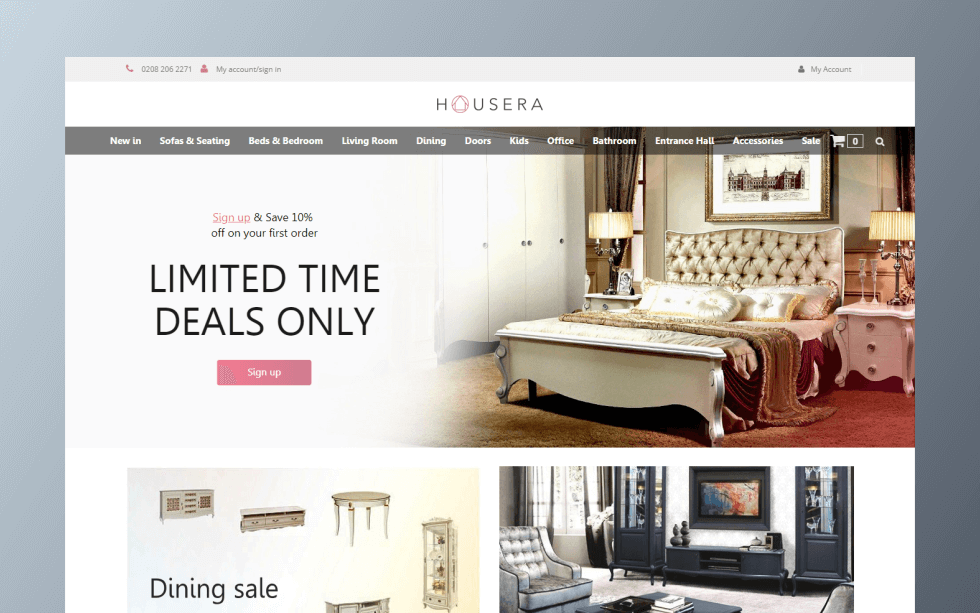 0208 206 2271 My account/sign in My Account
HOUSERA
New in Sofas & Seating Beds & Bedroom Living Room Dining Doors Kids Office Bathroom Entrance Hall Accessories Sale 0
Sign up & Save 10%
off on your first order
LIMITED TIME
DEALS ONLY
Sign up
Dining sale